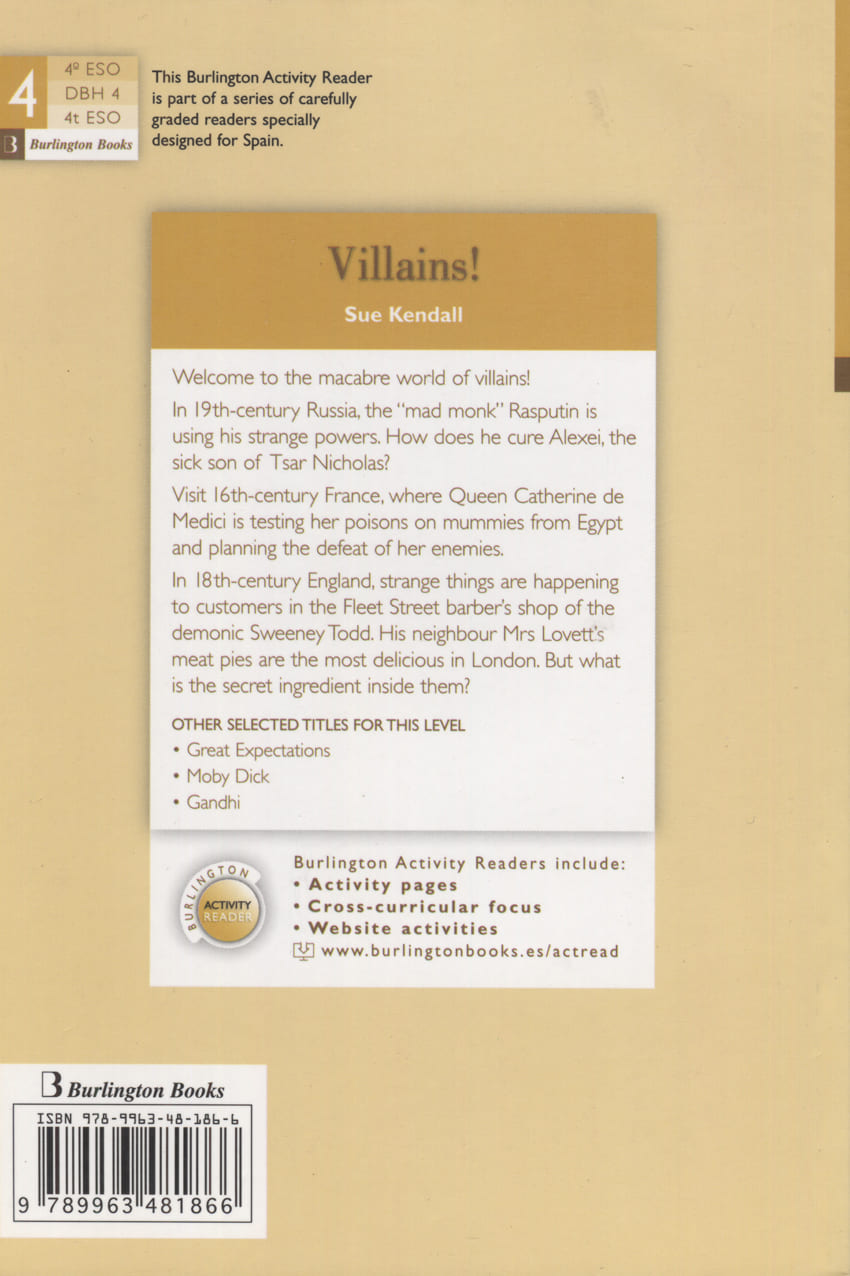 4
4º ESO
DBH 4
4t ESO
B Burlington Books
This Burlington Activity Reader
is part of a series of carefully
graded readers specially
designed for Spain.
Villains!
Sue Kendall
Welcome to the macabre world of villains!
In 19th-century Russia, the “mad monk” Rasputin is
using his strange powers. How does he cure Alexei, the
sick son of Tsar Nicholas?
Visit 16th-century France, where Queen Catherine de
Medici is testing her poisons on mummies from Egypt
and planning the defeat of her enemies.
In 18th-century England, strange things are happening
to customers in the Fleet Street barber’s shop of the
demonic Sweeney Todd. His neighbour Mrs Lovett’s
meat pies are the most delicious in London. But what
is the secret ingredient inside them?
OTHER SELECTED TITLES FOR THIS LEVEL
• Great Expectations
• Moby Dick
• Gandhi
BURLINGTON
ACTIVITY
READER
Burlington Activity Readers include:
• Activity pages
• Cross-curricular focus
• Website activities
www.burlingtonbooks.es/actread
B Burlington Books
ISBN 978-9963-48-186-6
9 789963 481866